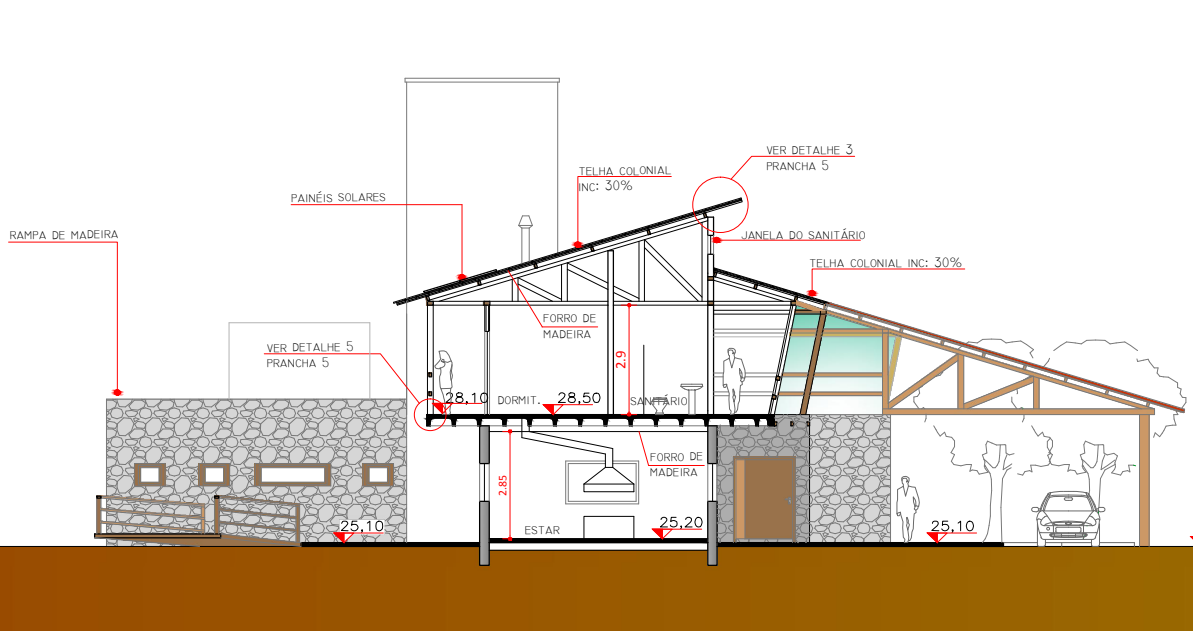 VER DETALHE 3
PRANCHA 5
TELHA COLONIAL
INC: 30%
PAINÉIS SOLARES
RAMPA DE MADEIRA
JANELA DO SANITÁRIO
TELHA COLONIAL INC: 30%
FORRO DE
MADEIRA
VER DETALHE 5
PRANCHA 5
2.9
28,10
DORMIT.
28,50
SANITÁRIO
FORRO DE
MADEIRA
2.85
25,10
ESTAR
25,20
25,10